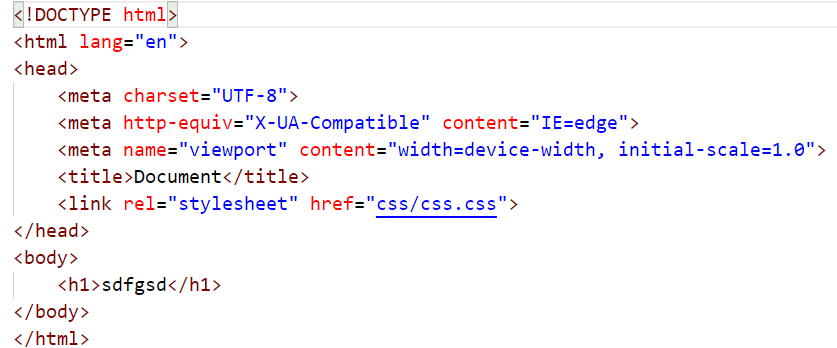 <!DOCTYPE html>
<html lang="en">
<head>
    <meta charset="UTF-8">
    <meta http-equiv="X-UA-Compatible" content="IE=edge">
    <meta name="viewport" content="width=device-width, initial-scale=1.0">
    <title>Document</title>
    <link rel="stylesheet" href="css/css.css">
</head>
<body>
    <h1>sdfgsd</h1>
</body>
</html>